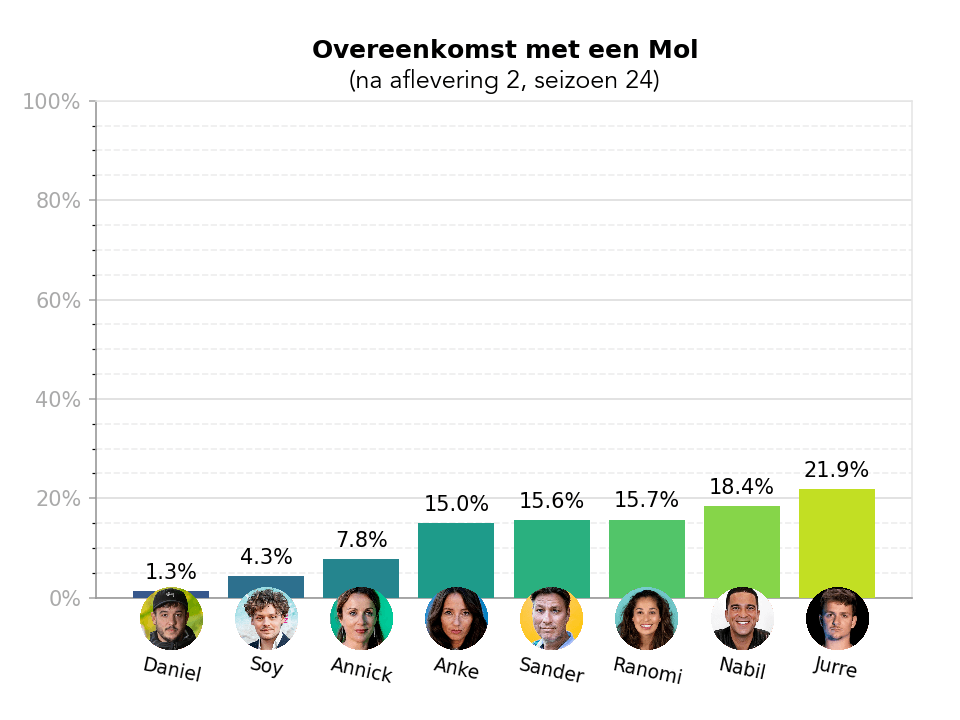 Overeenkomst met een Mol
(na aflevering 2, seizoen 24)
100%
80%
60%
40%
20%
0%
1.3%
4.3%
7.8%
15.0%
15.6%
15.7%
18.4%
21.9%
Daniel
Soy
Annick
Anke
Sander
Ranomi
Nabil
Jurre